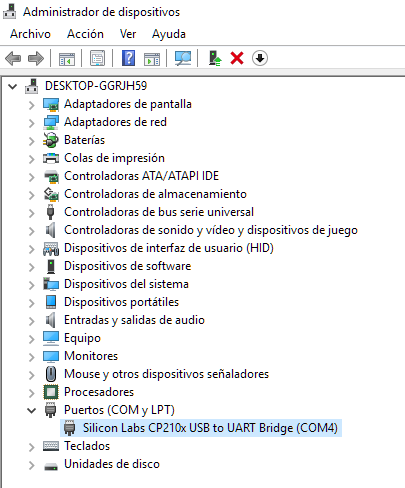 Administrador de dispositivos
Archivo Acción Ver Ayuda
DESKTOP-GGRJH59
Adaptadores de pantalla
Adaptadores de red
Baterías
Colas de impresión
Controladoras ATA/ATAPI IDE
Controladoras de almacenamiento
Controladoras de bus serie universal
Controladoras de sonido y vídeo y dispositivos de juego
Dispositivos de interfaz de usuario (HID)
Dispositivos de software
Dispositivos del sistema
Dispositivos portátiles
Entradas y salidas de audio
Equipo
Monitores
Mouse y otros dispositivos señaladores
Procesadores
Puertos (COM y LPT)
Silicon Labs CP210x USB to UART Bridge (COM4)
Teclados
Unidades de disco